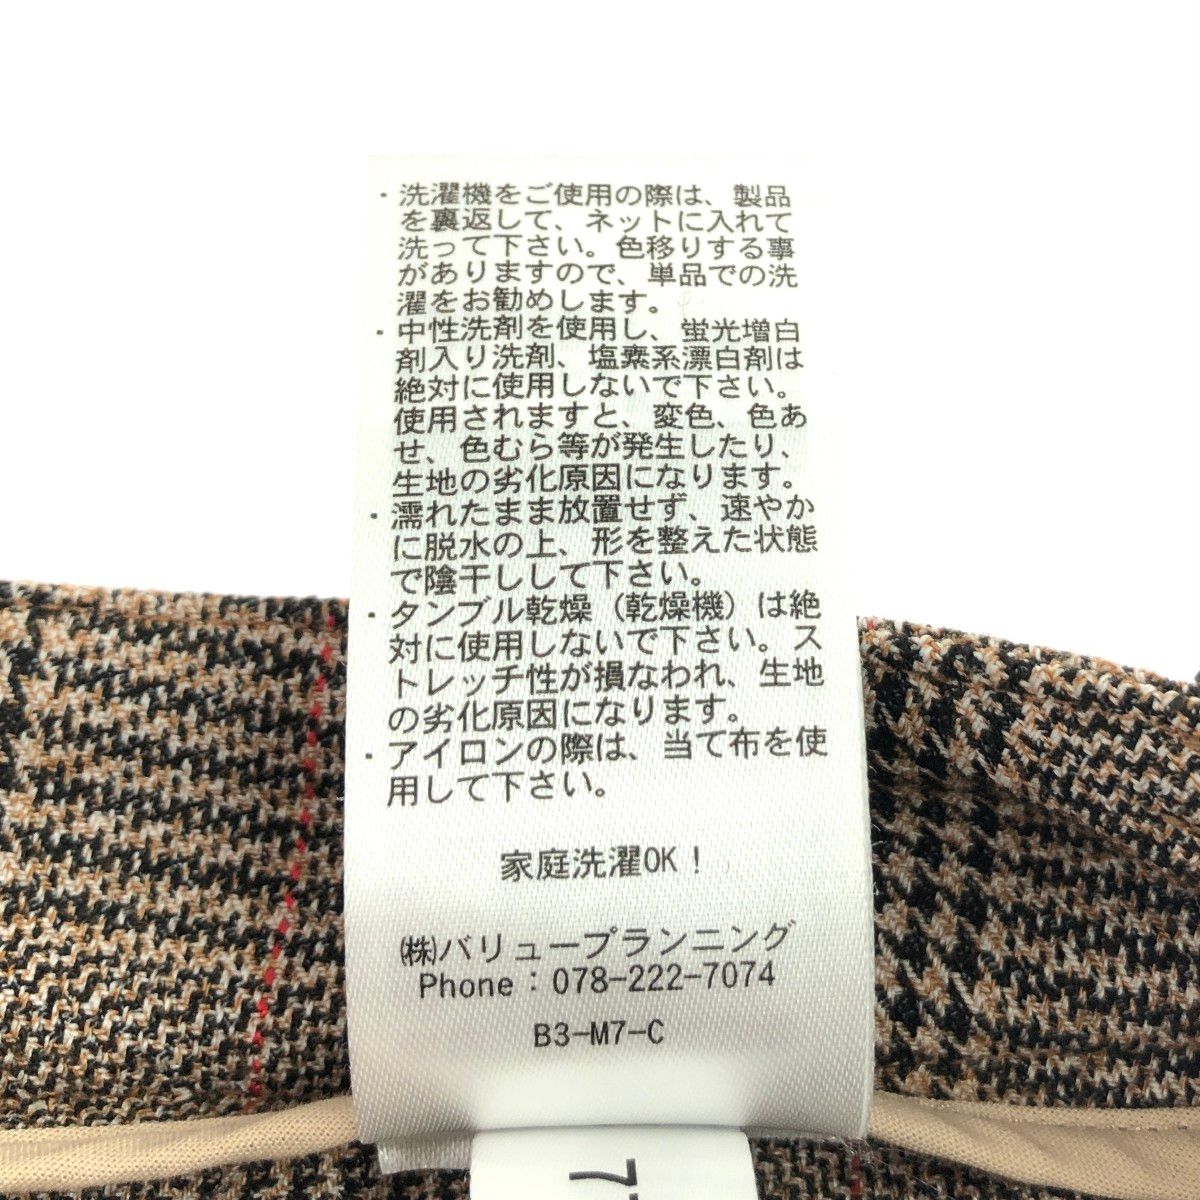 ・洗濯機をご使用の際は、製品
を裏返して、ネットに入れて
洗って下さい。色移りする事
がありますので、単品での洗
濯をお勧めします。
・中性洗剤を使用し、蛍光増白
剤入り洗剤、塩素系漂白剤は
絶対に使用しないで下さい。
使用されますと、変色、色あ
せ、色むら等が発生したり、
生地の劣化原因になります。
・濡れたまま放置せず、速やか
に脱水の上、形を整えた状態
で陰干しして下さい。
・タンブル乾燥（乾燥機）は絶
対に使用しないで下さい。ス
トレッチ性が損なわれ、生地
の劣化原因になります。
・アイロンの際は、当て布を使
用して下さい。
家庭洗濯OK！
㈱バリュープランニング
Phone：078-222-7074
B3-M7-C
7